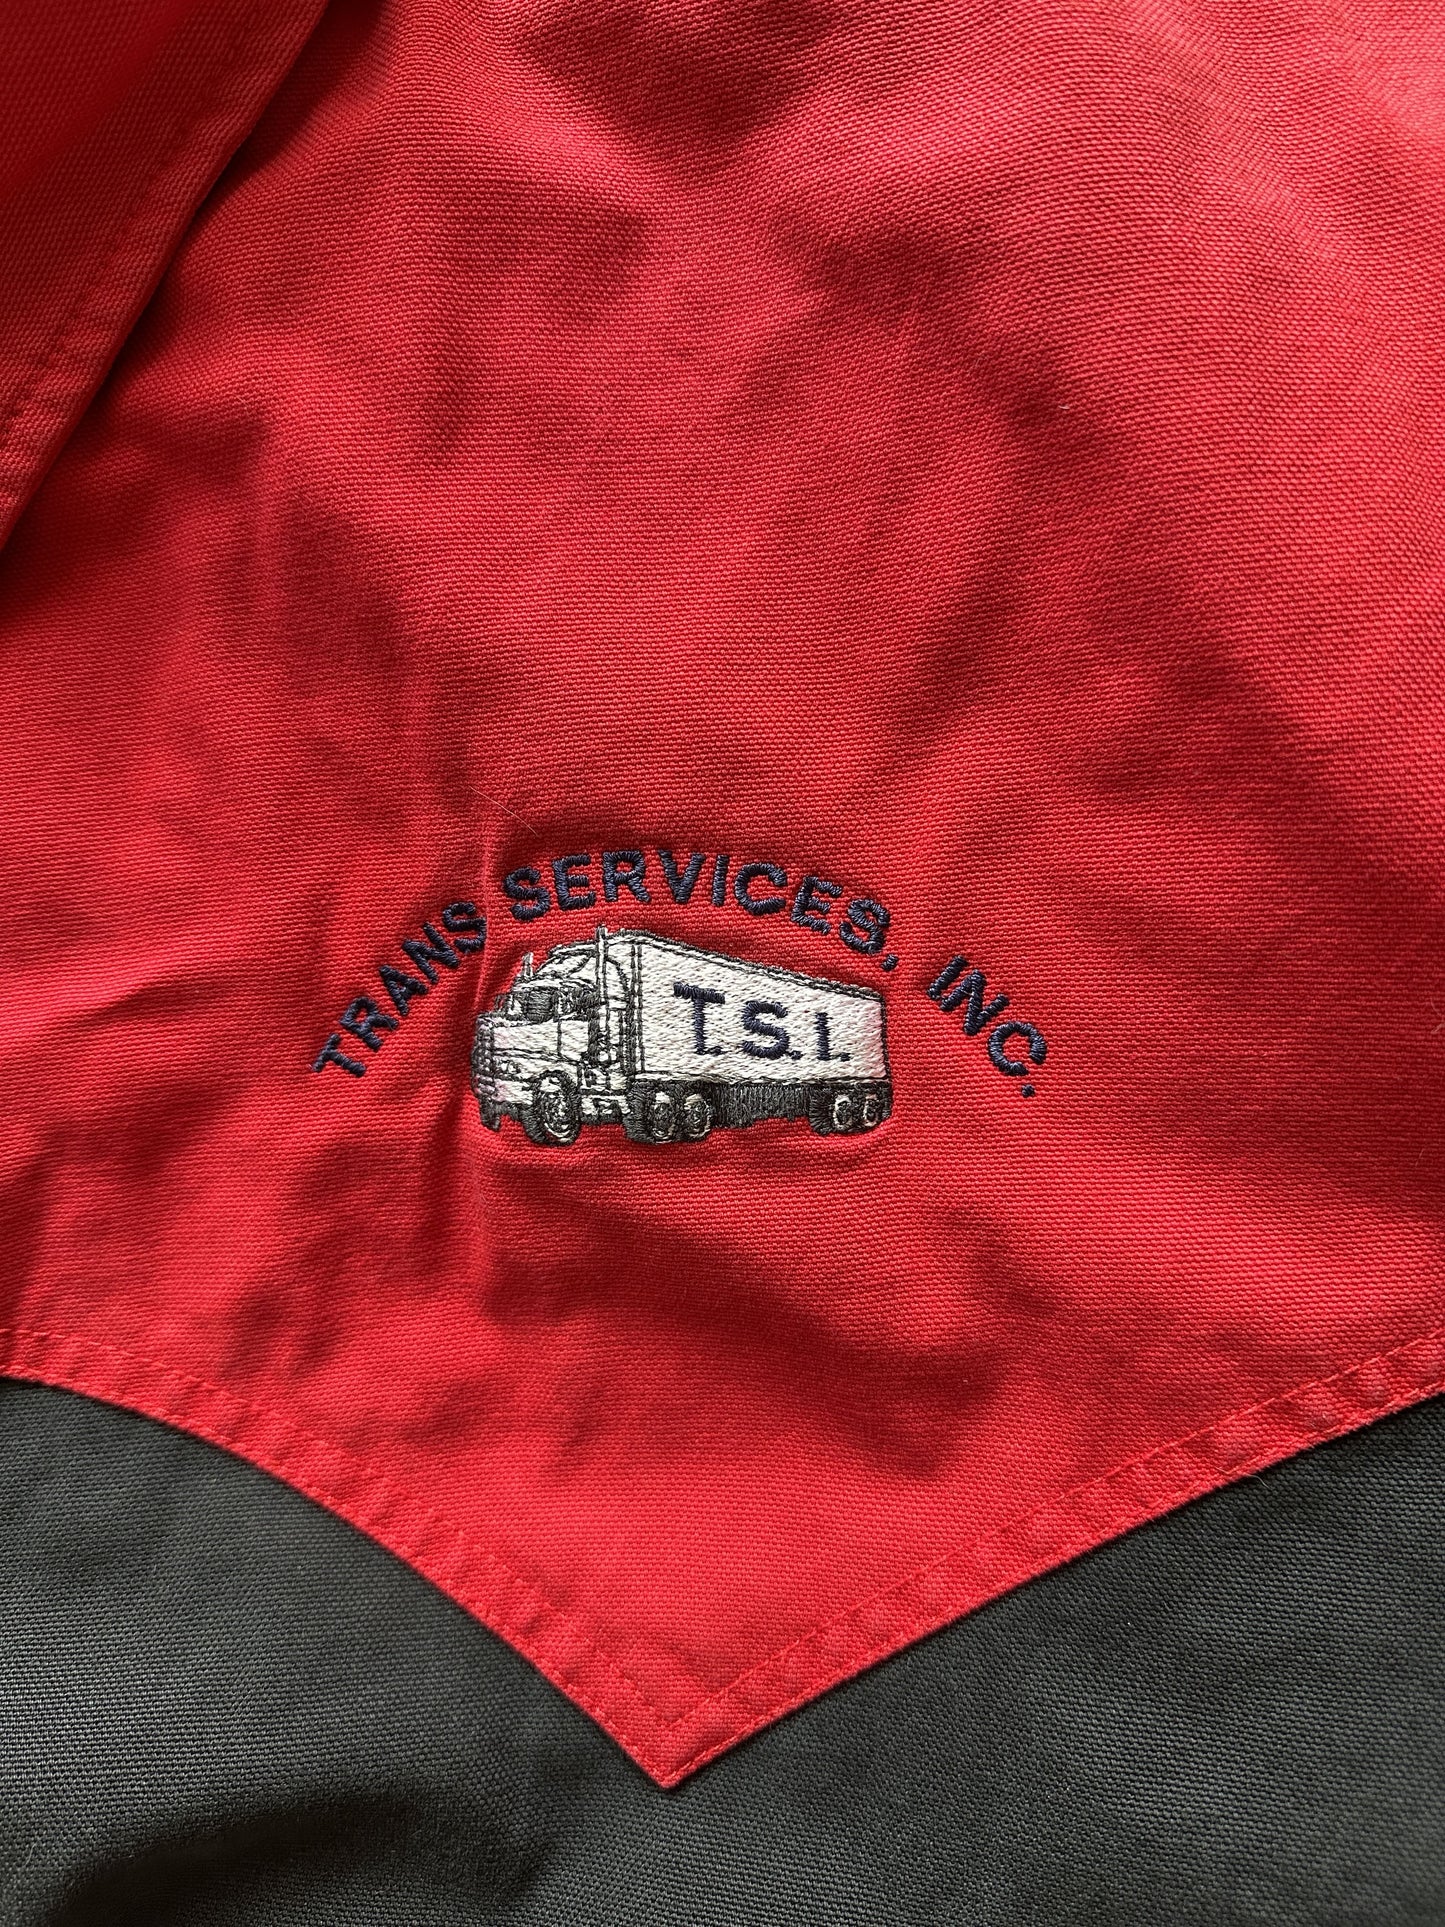 TRANS SERVICES, INC.
T.S.I.